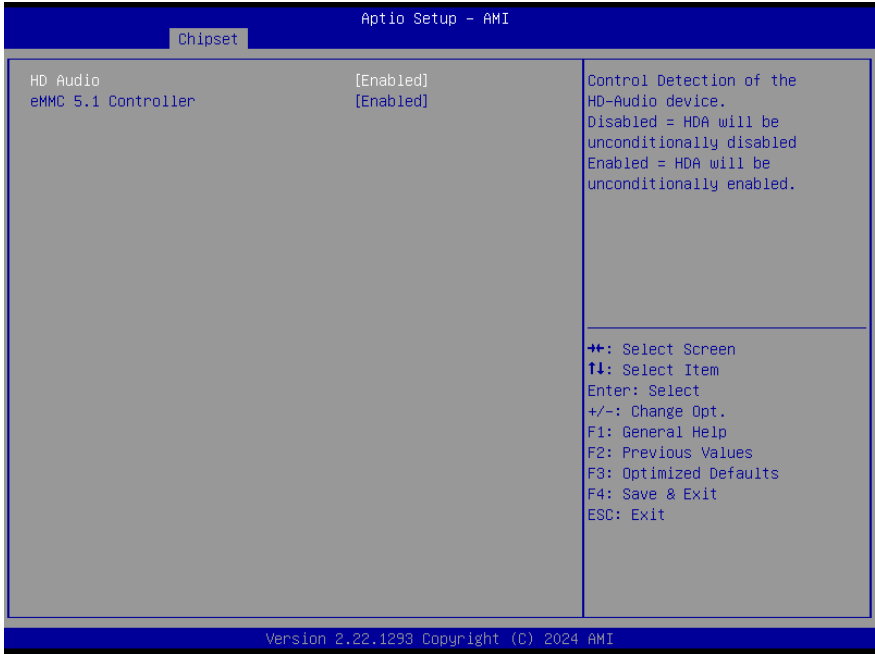 Aptio Setup – AMI
Chipset
HD Audio [Enabled]
eMMC 5.1 Controller [Enabled]
Control Detection of the
HD-Audio device.
Disabled = HDA will be
unconditionally disabled
Enabled = HDA will be
unconditionally enabled.
→←: Select Screen
↑↓: Select Item
Enter: Select
+/-: Change Opt.
F1: General Help
F2: Previous Values
F3: Optimized Defaults
F4: Save & Exit
ESC: Exit
Version 2.22.1293 Copyright (C) 2024 AMI